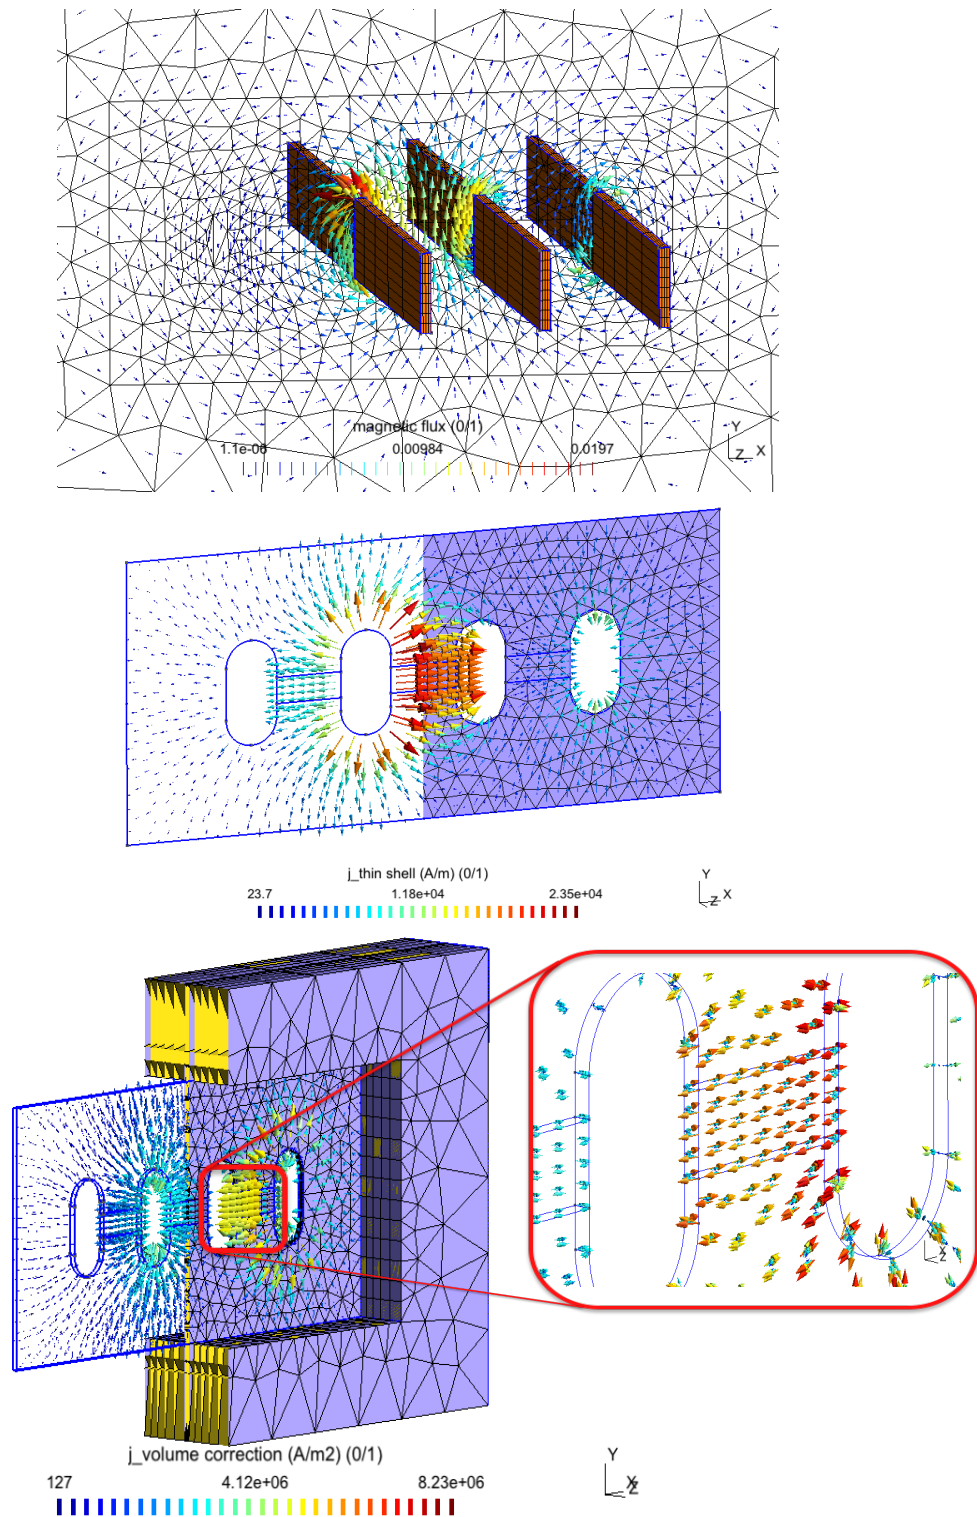 magnetic flux (0/1)
1.1e-06 0.00984 0.0197
Y
Z X
j_thin shell (A/m) (0/1)
23.7 1.18e+04 2.35e+04
Y
Z X
Y
X
Z
j_volume correction (A/m2) (0/1)
127 4.12e+06 8.23e+06
Y
X
Z